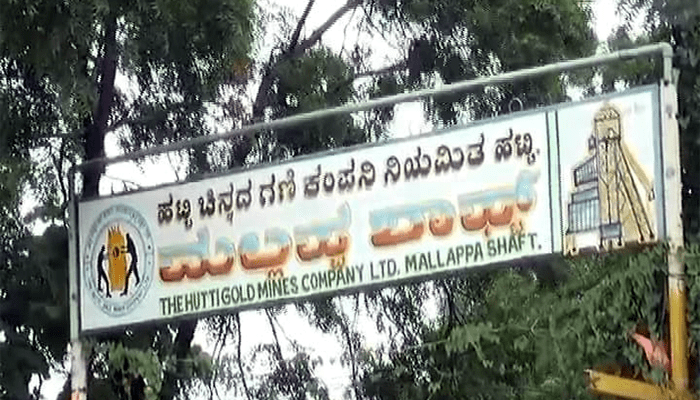 ಹಟ್ಟಿ ಚಿನ್ನದ ಗಣಿ ಕಂಪನಿ ನಿಯಮಿತ ಹಟ್ಟಿ.
ಮಲ್ಲಪ್ಪ ಶಾಫ್ಟ್
THE HUTTI GOLD MINES COMPANY LTD. MALLAPPA SHAFT.